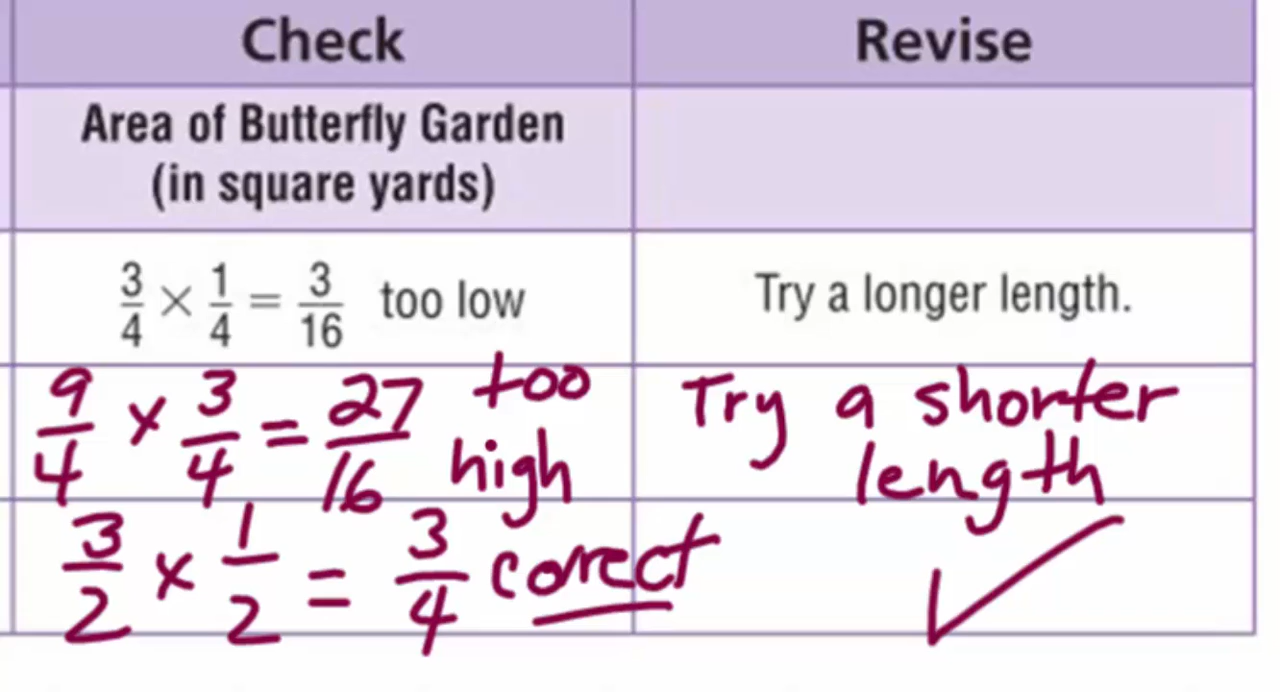 Check Revise
Area of Butterfly Garden
(in square yards)
3/4 × 1/4 = 3/16 too low Try a longer length.
9/4 × 3/4 = 27/16 too high Try a shorter length
3/2 × 1/2 = 3/4 correct ✓